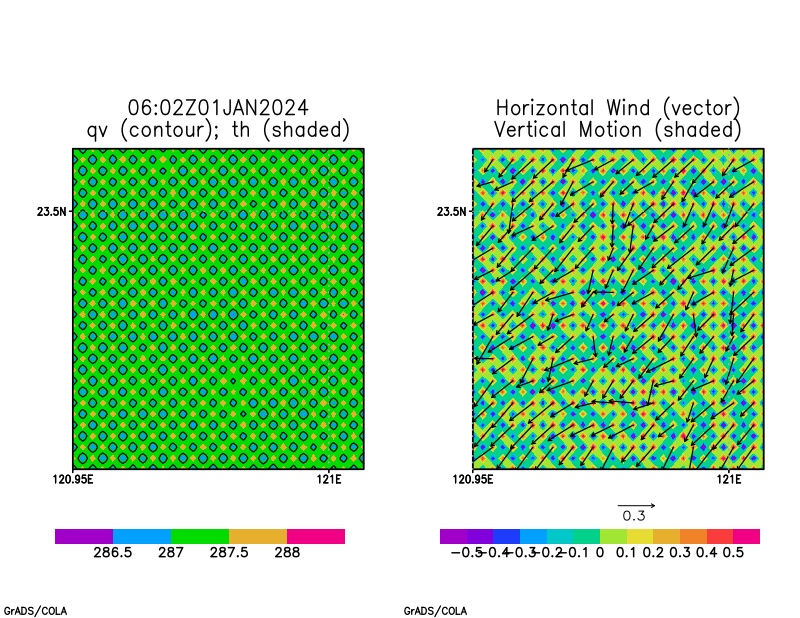 06:02Z01JAN2024
qv (contour); th (shaded)
23.5N
120.95E
121E
286.5 287 287.5 288
Horizontal Wind (vector)
Vertical Motion (shaded)
23.5N
120.95E
121E
0.3
-0.5 -0.4 -0.3 -0.2 -0.1 0 0.1 0.2 0.3 0.4 0.5
GrADS/COLA
GrADS/COLA